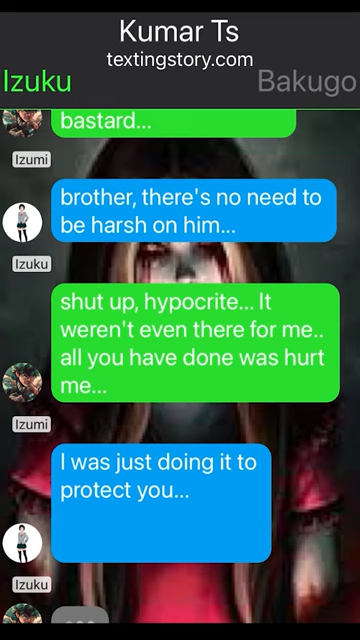 Kumar Ts
textingstory.com
Izuku
Bakugo
bastard...
Izumi
brother, there's no need to
be harsh on him...
Izuku
shut up, hypocrite... It
weren't even there for me..
all you have done was hurt
me...
Izumi
I was just doing it to
protect you...
Izuku